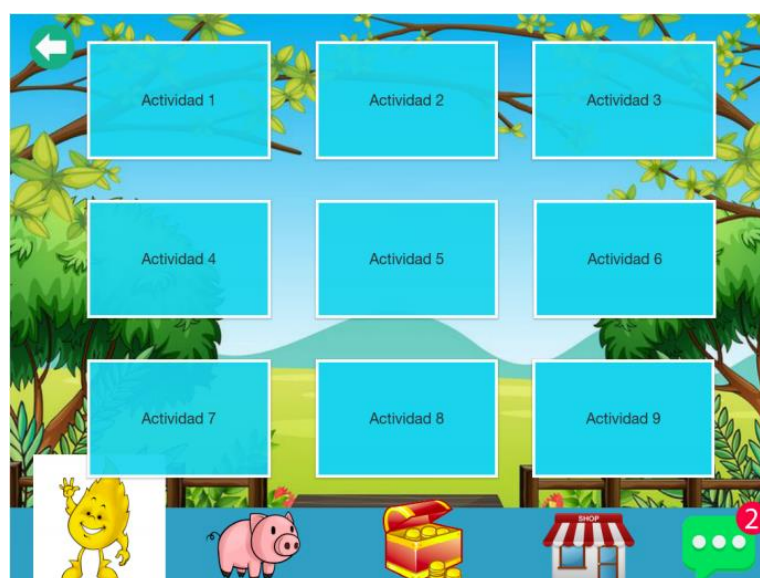 Actividad 1
Actividad 2
Actividad 3
Actividad 4
Actividad 5
Actividad 6
Actividad 7
Actividad 8
Actividad 9
SHOP
2